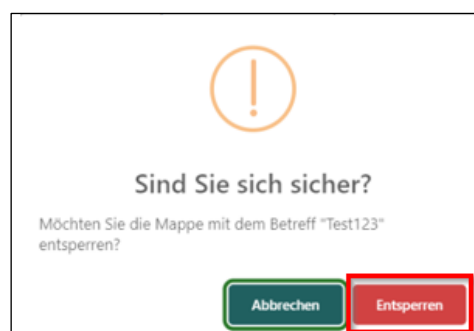 Sind Sie sich sicher?
Möchten Sie die Mappe mit dem Betreff "Test123"
entsperren?
Abbrechen Entsperren